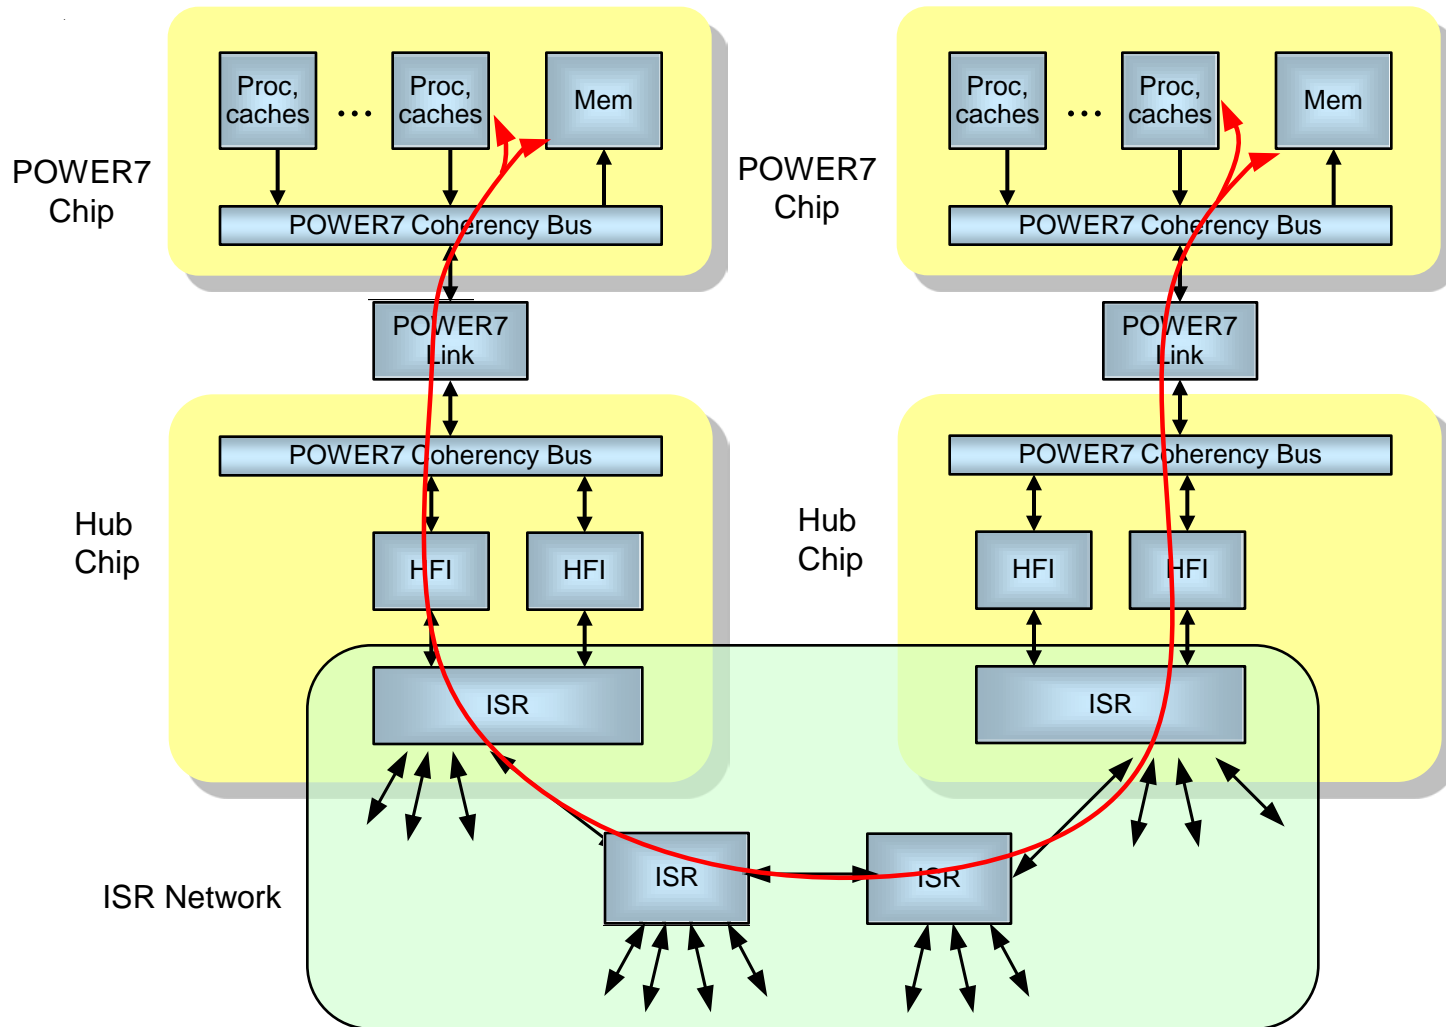 Proc,
caches
...
Proc,
caches
Mem
POWER7
Chip
POWER7 Coherency Bus
POWER7
Link
POWER7 Coherency Bus
Hub
Chip
HFI
HFI
ISR
Proc,
caches
...
Proc,
caches
Mem
POWER7
Chip
POWER7 Coherency Bus
POWER7
Link
POWER7 Coherency Bus
Hub
Chip
HFI
HFI
ISR
ISR Network
ISR
ISR